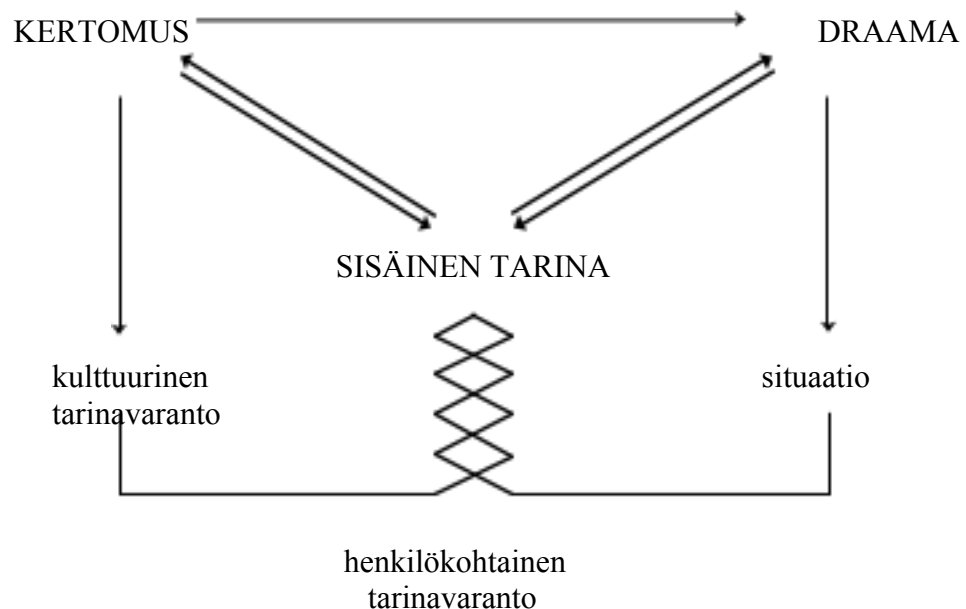 KERTOMUS DRAAMA
SISÄINEN TARINA
kulttuurinen situaatio
tarinavaranto
henkilökohtainen
tarinavaranto